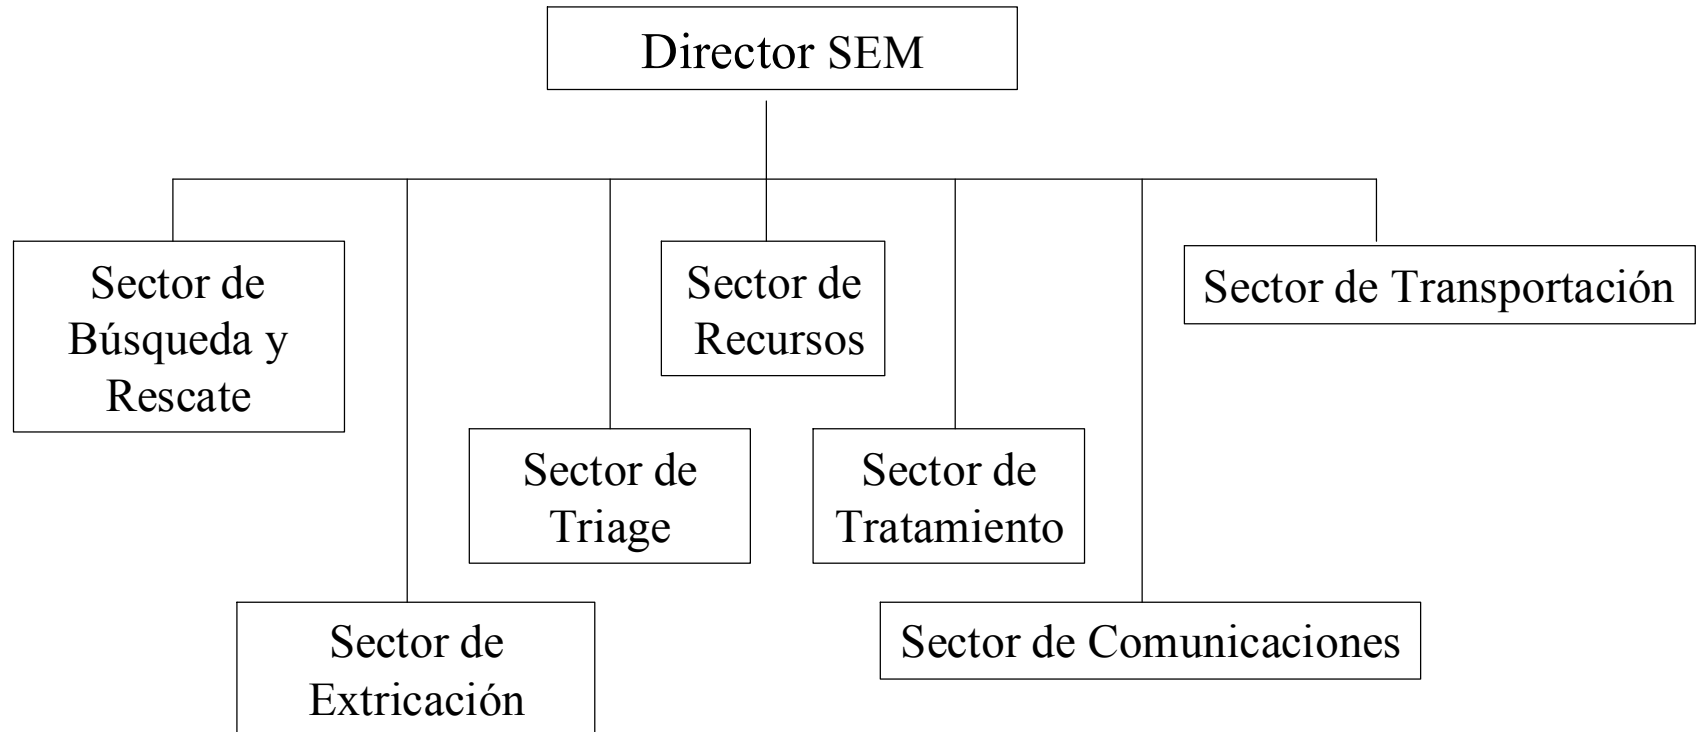 Director SEM
Sector de
Búsqueda y
Rescate
Sector de
Recursos
Sector de Transportación
Sector de
Triage
Sector de
Tratamiento
Sector de
Extricación
Sector de Comunicaciones